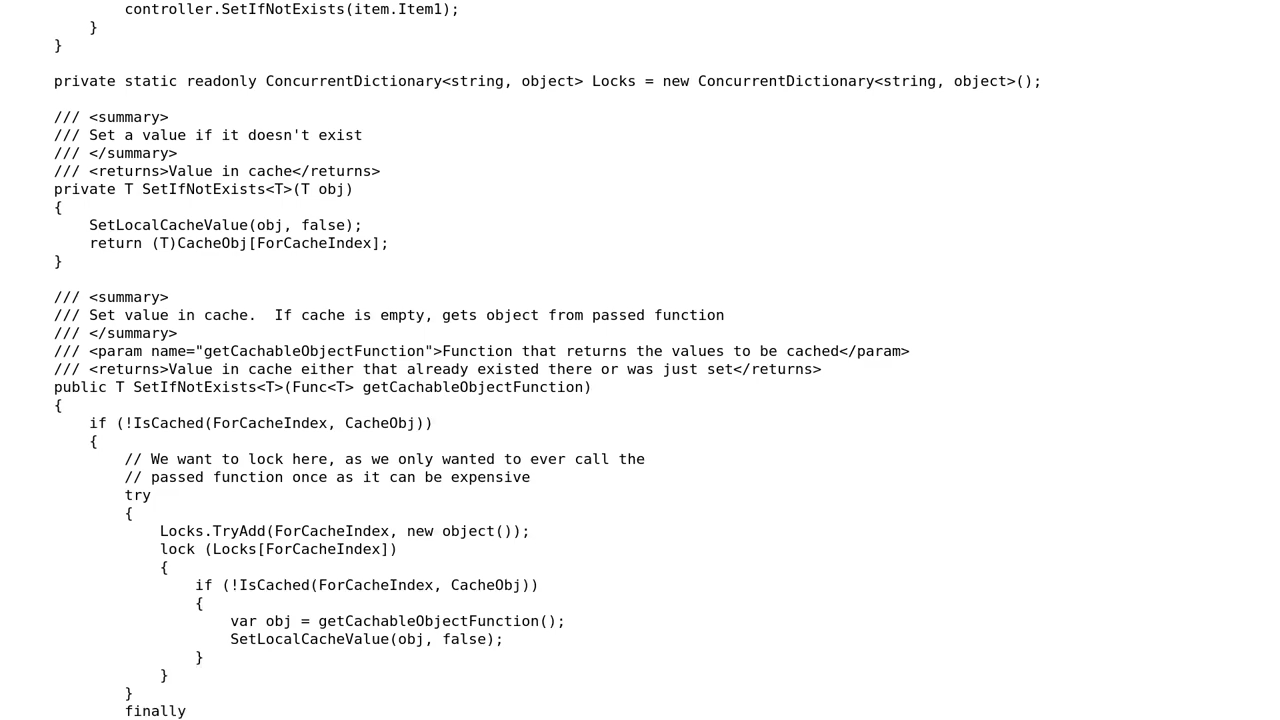 controller.SetIfNotExists(item.Item1);
}
}
private static readonly ConcurrentDictionary<string, object> Locks = new ConcurrentDictionary<string, object>();
/// <summary>
/// Set a value if it doesn't exist
/// </summary>
/// <returns>Value in cache</returns>
private T SetIfNotExists<T>(T obj)
{
SetLocalCacheValue(obj, false);
return (T)CacheObj[ForCacheIndex];
}
/// <summary>
/// Set value in cache.  If cache is empty, gets object from passed function
/// </summary>
/// <param name="getCachableObjectFunction">Function that returns the values to be cached</param>
/// <returns>Value in cache either that already existed there or was just set</returns>
public T SetIfNotExists<T>(Func<T> getCachableObjectFunction)
{
if (!IsCached(ForCacheIndex, CacheObj))
{
// We want to lock here, as we only wanted to ever call the
// passed function once as it can be expensive
try
{
Locks.TryAdd(ForCacheIndex, new object());
lock (Locks[ForCacheIndex])
{
if (!IsCached(ForCacheIndex, CacheObj))
{
var obj = getCachableObjectFunction();
SetLocalCacheValue(obj, false);
}
}
}
finally